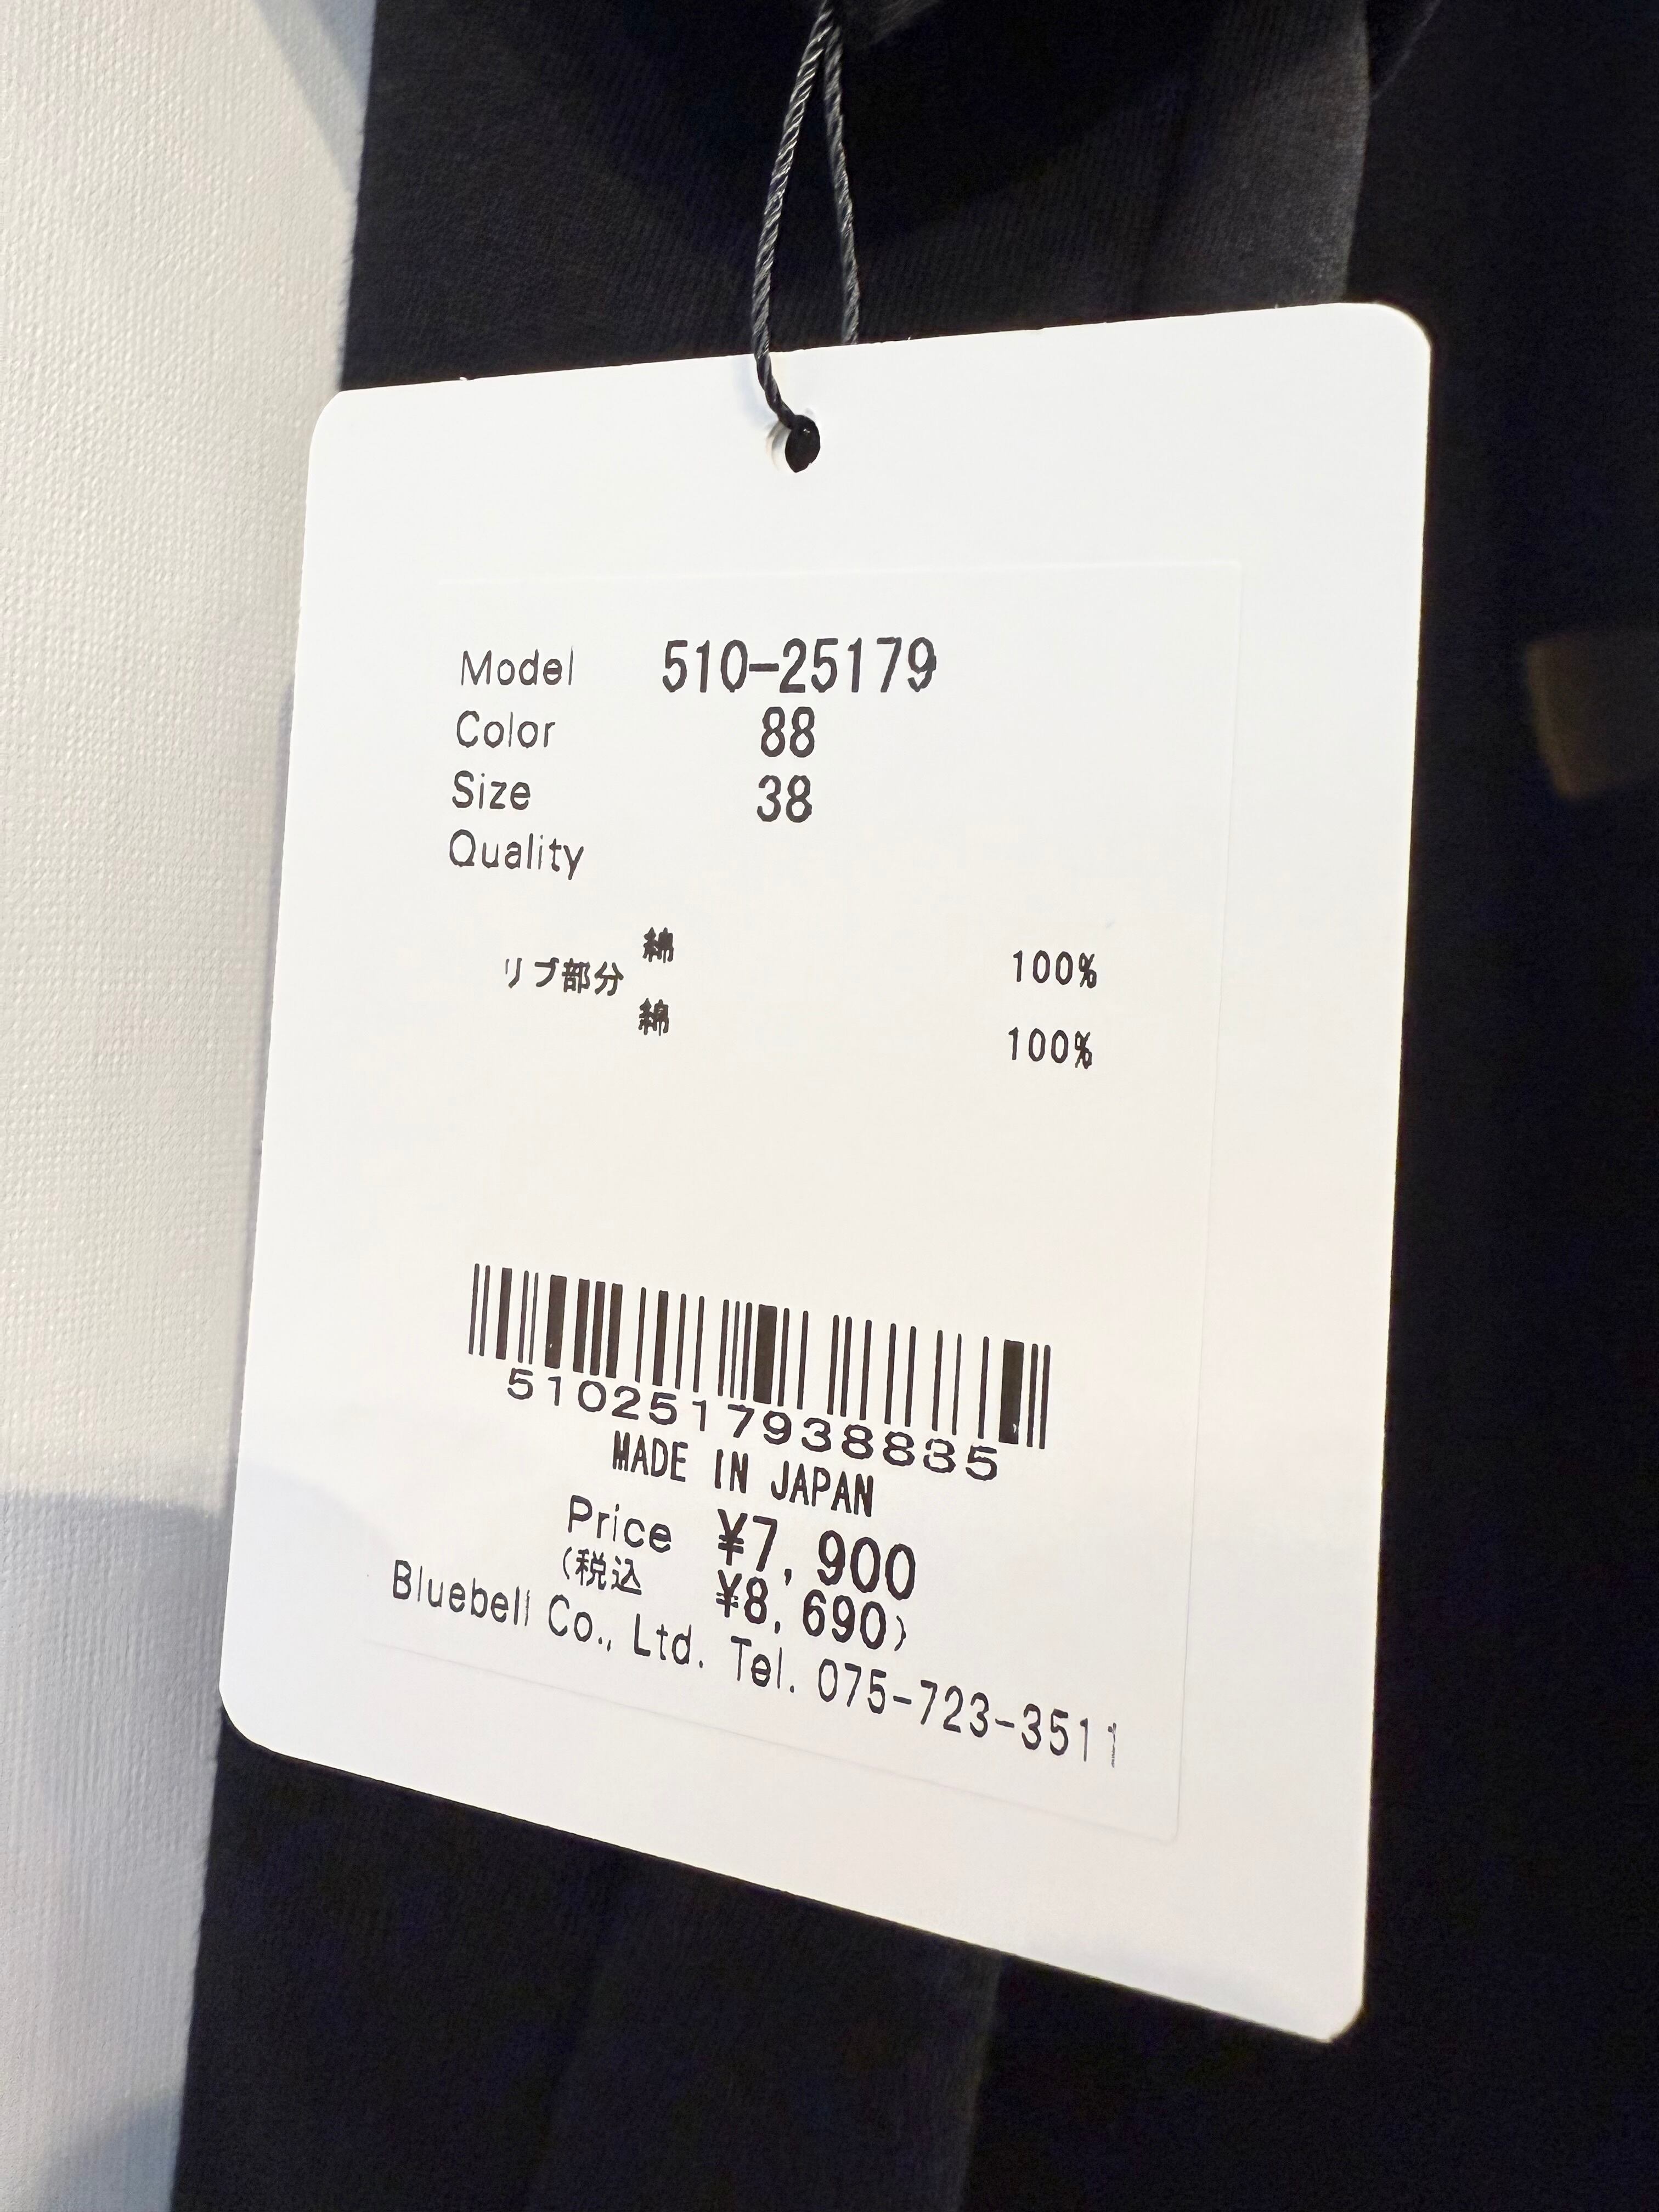 Model 510-25179
Color 88
Size 38
Quality
綿 100%
リブ部分
綿 100%
5102517938835
MADE IN JAPAN
Price ¥7,900
(税込 ¥8,690)
Bluebell Co., Ltd. Tel. 075-723-3511